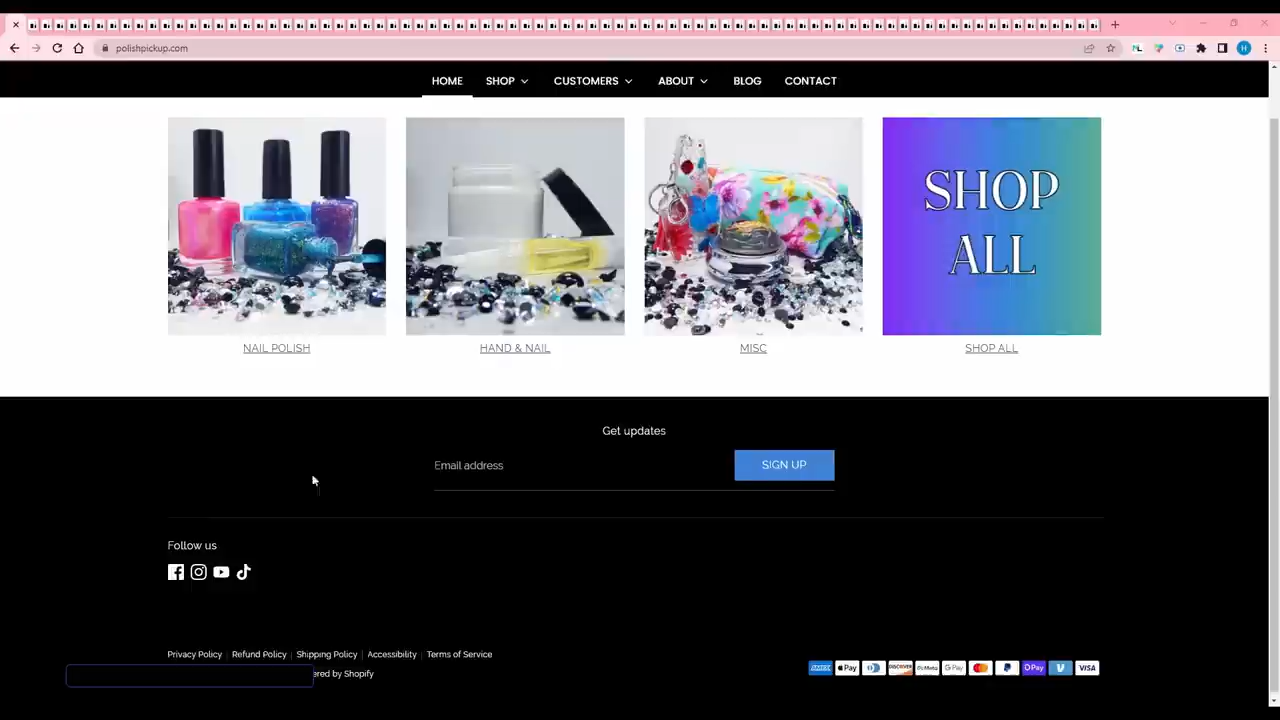 polishpickup.com
HOME SHOP CUSTOMERS ABOUT BLOG CONTACT
SHOP
ALL
NAIL POLISH HAND & NAIL MISC SHOP ALL
Get updates
Email address SIGN UP
Follow us
Privacy Policy | Refund Policy | Shipping Policy | Accessibility | Terms of Service
ered by Shopify